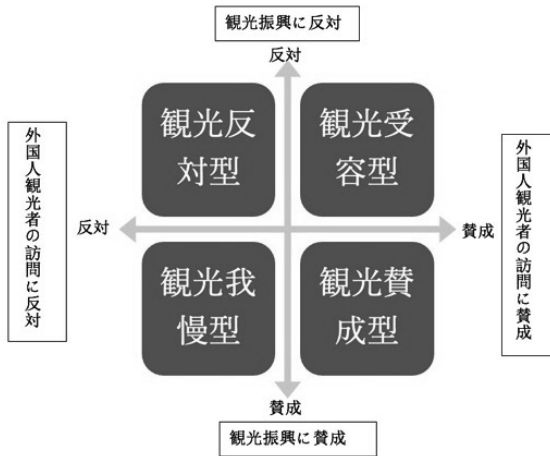 観光振興に反対
反対
観光反
対型
観光受
容型
外国人観光者の訪問に反対
反対
賛成
外国人観光者の訪問に賛成
観光我
慢型
観光賛
成型
賛成
観光振興に賛成